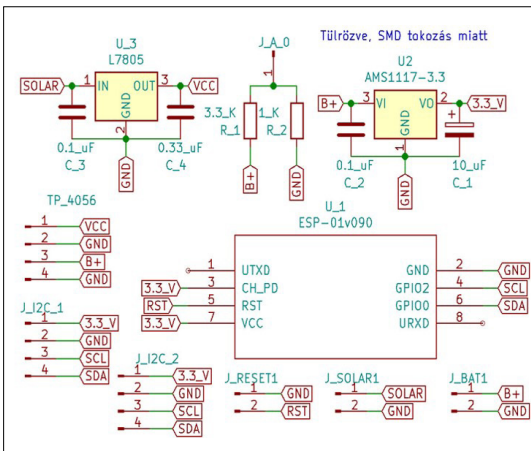 U_3
L7805
SOLAR 1 IN OUT 3 VCC
GND
2
0.1_uF
C_3
0.33_uF
C_4
GND
J_A_0
1
3.3_K
R_1
1_K
R_2
B+
GND
Túlrözve, SMD tokozás miatt
U2
AMS1117-3.3
B+ 3 VI VO 2 3.3_V
GND
1
0.1_uF
C_2
+
10_uF
C_1
GND
TP_4056
1 VCC
2 GND
3 B+
4 GND
U_1
ESP-01v090
1 UTXD
3.3_V 3 CH_PD
RST 5 RST
3.3_V 7 VCC
GND 2 GND
GPIO2 4 SCL
GPIO0 6 SDA
URXD 8
J_I2C_1
1 3.3_V
2 GND
3 SCL
4 SDA
J_I2C_2
1 3.3_V
2 GND
3 SCL
4 SDA
J_RESET1
1 GND
2 RST
J_SOLAR1
1 SOLAR
2 GND
J_BAT1
1 B+
2 GND